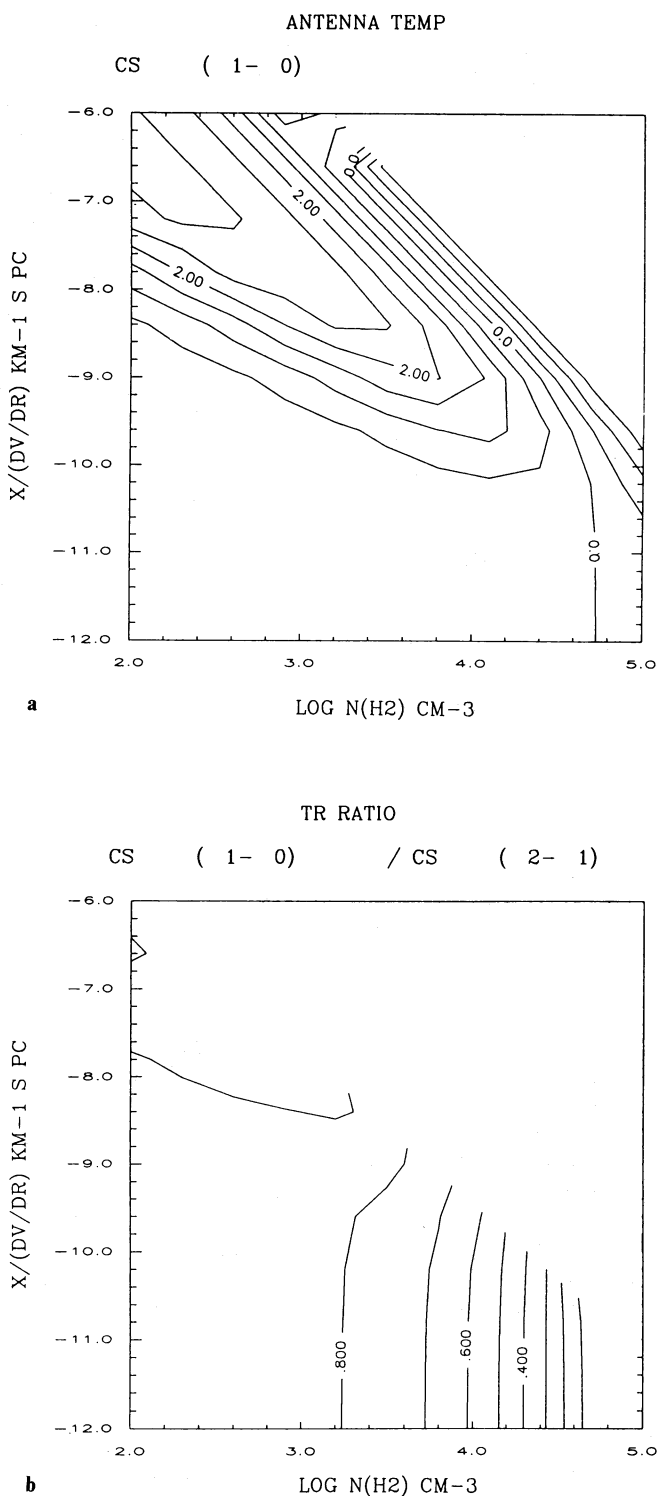 ANTENNA TEMP
CS ( 1- 0)
-6.0
-7.0
-8.0
-9.0
-10.0
-11.0
-12.0
X/(DV/DR) KM-1 S PC
2.00
2.00
2.00
0.0
0.0
2.0 3.0 4.0 5.0
a
LOG N(H2) CM-3
TR RATIO
CS ( 1- 0) / CS ( 2- 1)
-6.0
-7.0
-8.0
-9.0
-10.0
-11.0
-12.0
X/(DV/DR) KM-1 S PC
.800
.600
.400
2.0 3.0 4.0 5.0
b
LOG N(H2) CM-3